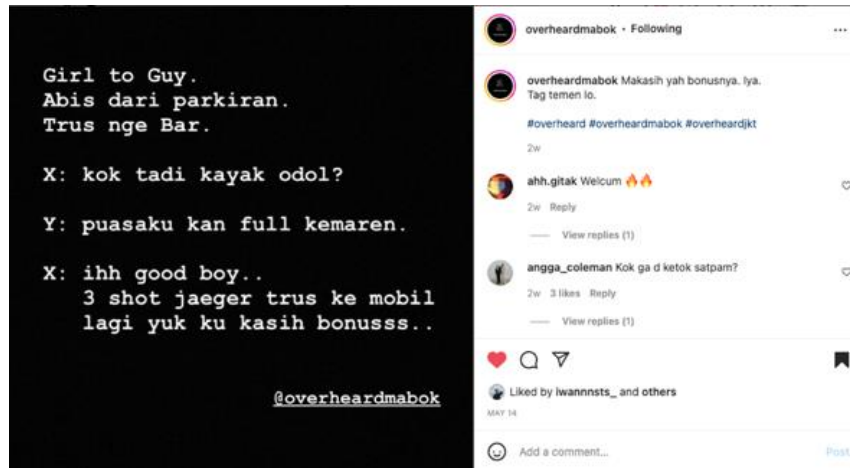 Girl to Guy.
Abis dari parkiran.
Trus nge Bar.
X: kok tadi kayak odol?
Y: puasaku kan full kemaren.
X: ihh good boy..
3 shot jaeger trus ke mobil
lagi yuk ku kasih bonusss..
@overheardmabok
overheardmabok • Following
overheardmabok Makasih yah bonusnya. Iya.
Tag temen lo.
#overheard #overheardmabok #overheardjkt
2w
ahh.gitak Welcum 🔥🔥
2w Reply
View replies (1)
angga_coleman Kok ga d ketok satpam?
2w 3 likes Reply
View replies (1)
Liked by iwannnsts_ and others
MAY 14
Add a comment...
Post